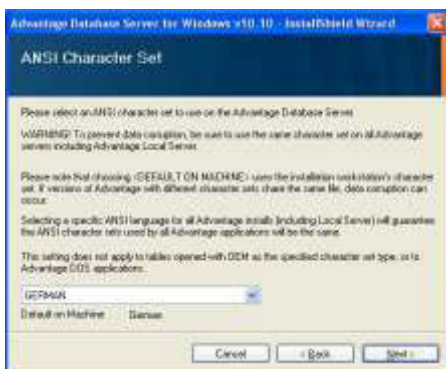 Advantage Database Server for Windows v10.10 - InstallShield Wizard
ANSI Character Set
Please select an ANSI character set to use on the Advantage Database Server.
WARNING! To prevent data corruption, be sure to use the same character set on all Advantage
servers including Advantage Local Server.
Please note that choosing <DEFAULT ON MACHINE> uses the installation workstation's character
set. If versions of Advantage with different character sets share the same file, data corruption can
occur.
Selecting a specific ANSI language for all Advantage installs (including Local Server) will guarantee
the ANSI character sets used by all Advantage applications will be the same.
This setting does not apply to tables opened with OEM as the specified character set type, or to
Advantage DOS applications.
GERMAN
Default on Machine German
Cancel < Back Next >